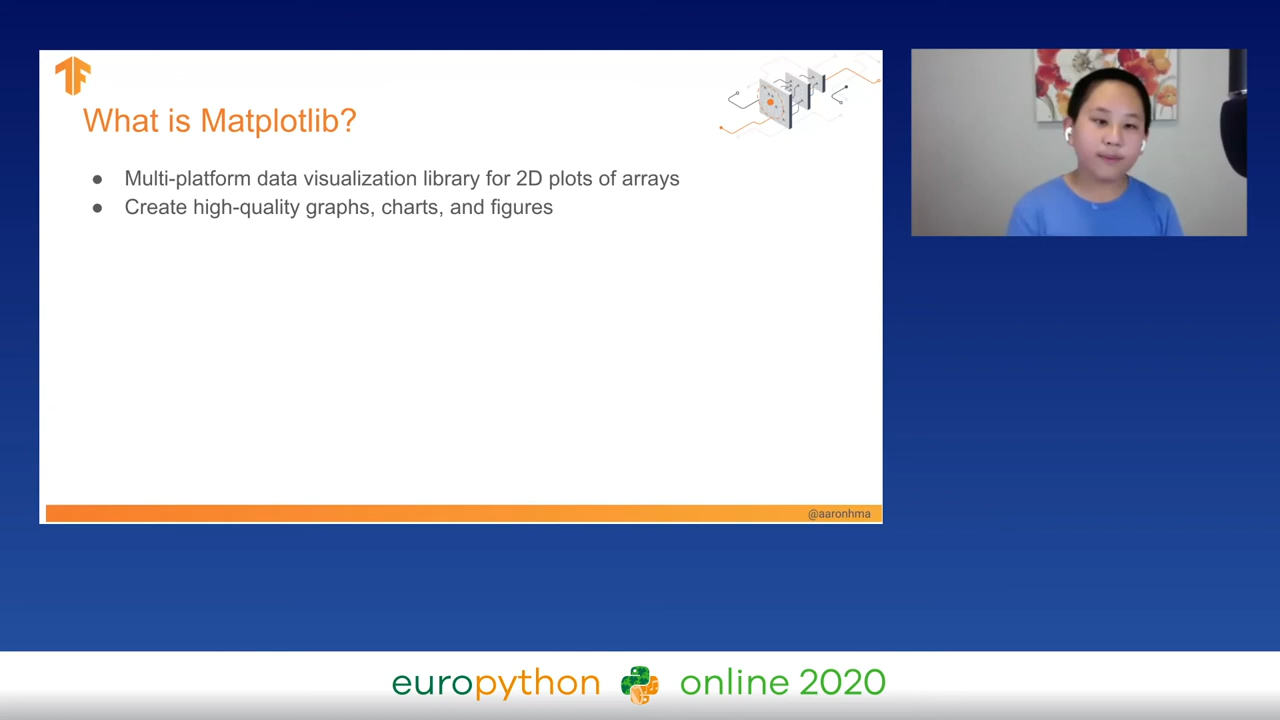 What is Matplotlib?
● Multi-platform data visualization library for 2D plots of arrays
● Create high-quality graphs, charts, and figures
@aaronhma
europython online 2020